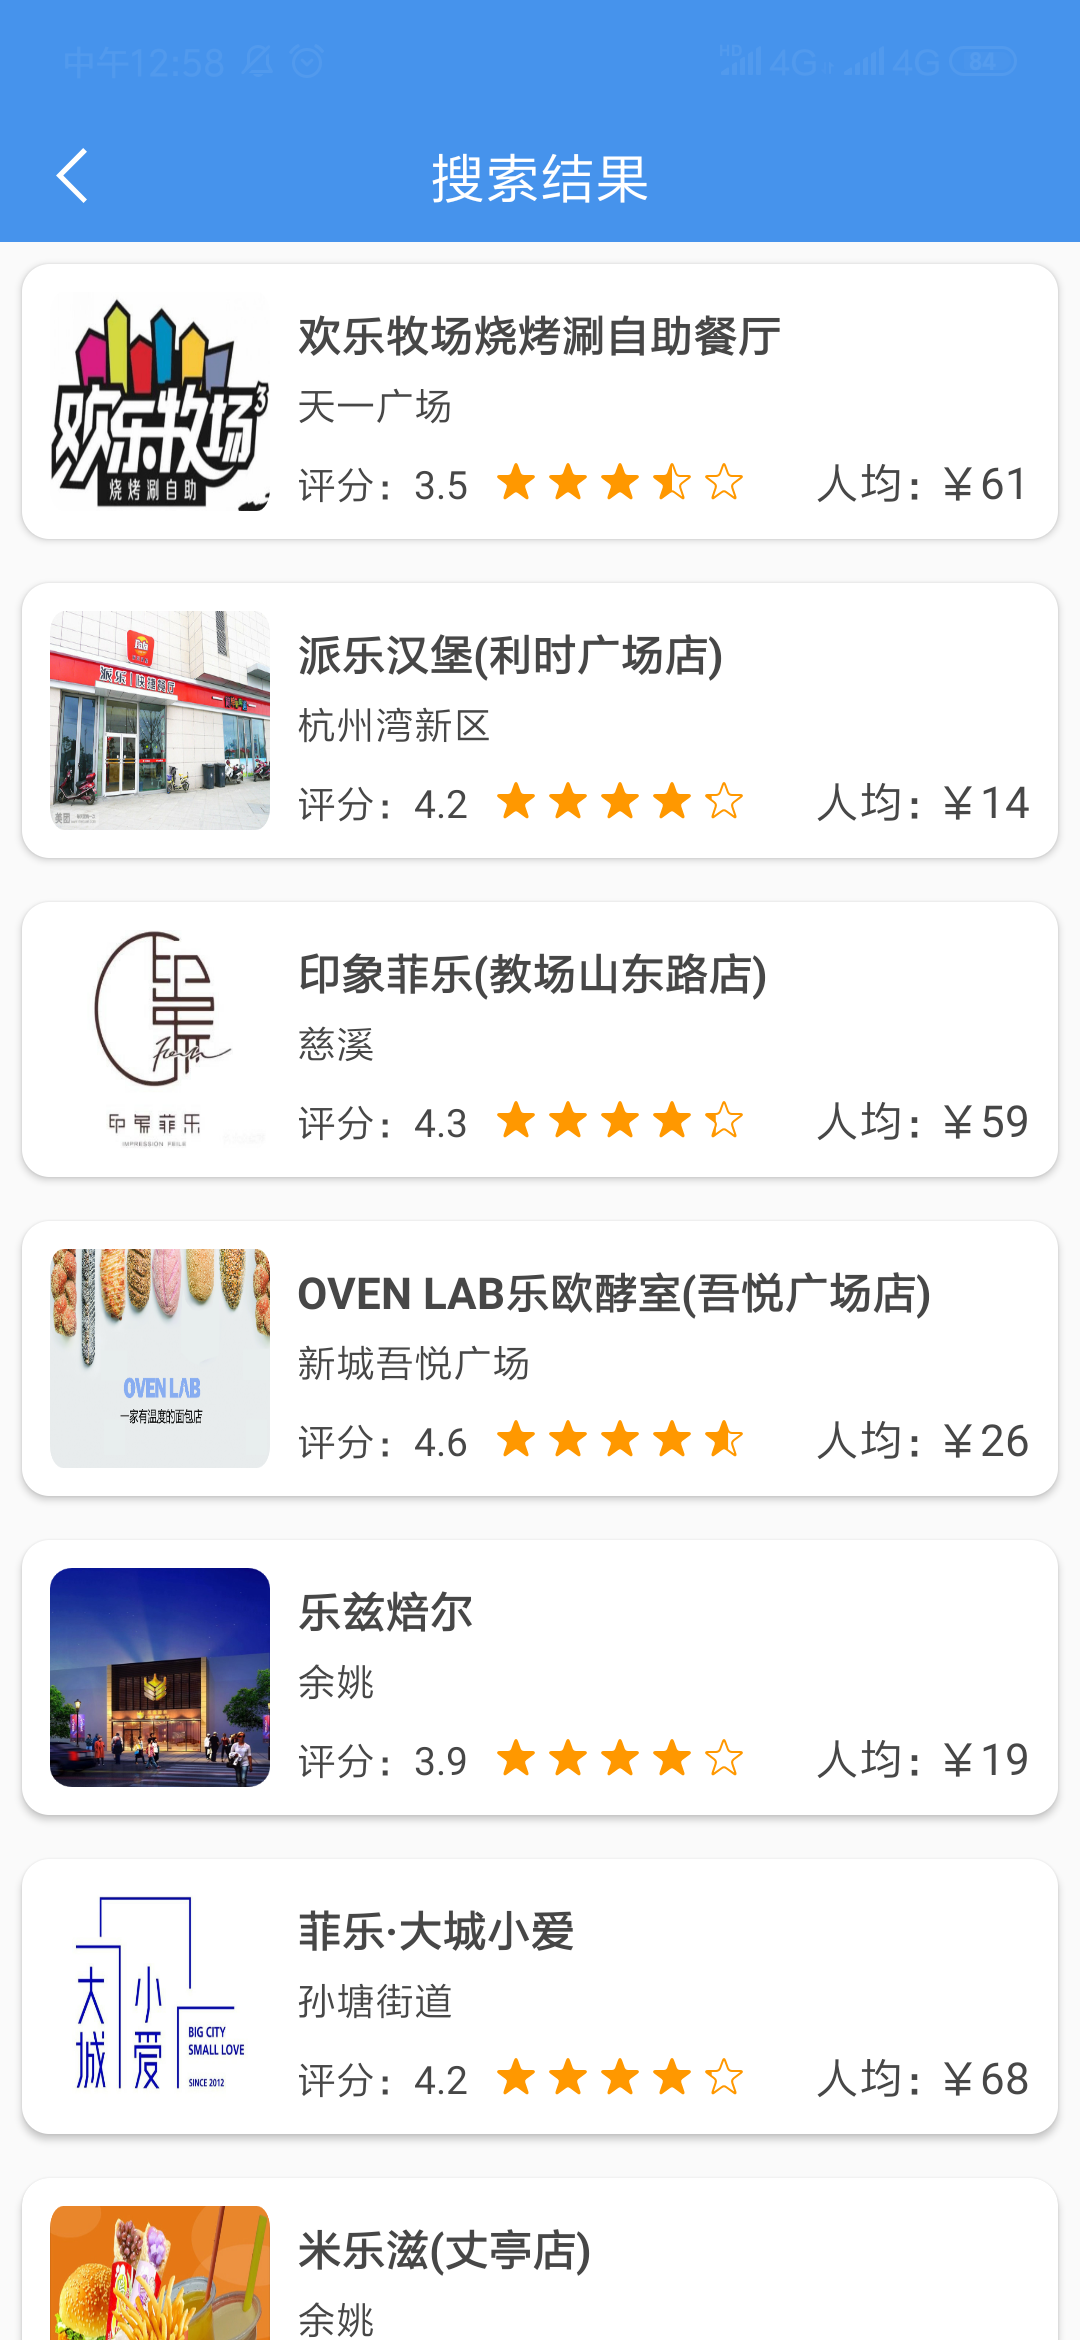 中午12:58
HD 4G 4G 84
搜索结果
欢乐牧场
3
烧烤涮自助
欢乐牧场烧烤涮自助餐厅
天一广场
评分：3.5
人均：￥61
派乐
派乐汉堡(利时广场店)
杭州湾新区
评分：4.2
人均：￥14
印象菲乐
印象菲乐(教场山东路店)
慈溪
评分：4.3
人均：￥59
OVEN LAB
一家有温度的面包店
OVEN LAB乐欧酵室(吾悦广场店)
新城吾悦广场
评分：4.6
人均：￥26
乐兹焙尔
余姚
评分：3.9
人均：￥19
大城
小爱
BIG CITY
SMALL LOVE
SINCE 2012
菲乐·大城小爱
孙塘街道
评分：4.2
人均：￥68
米乐滋(丈亭店)
余姚